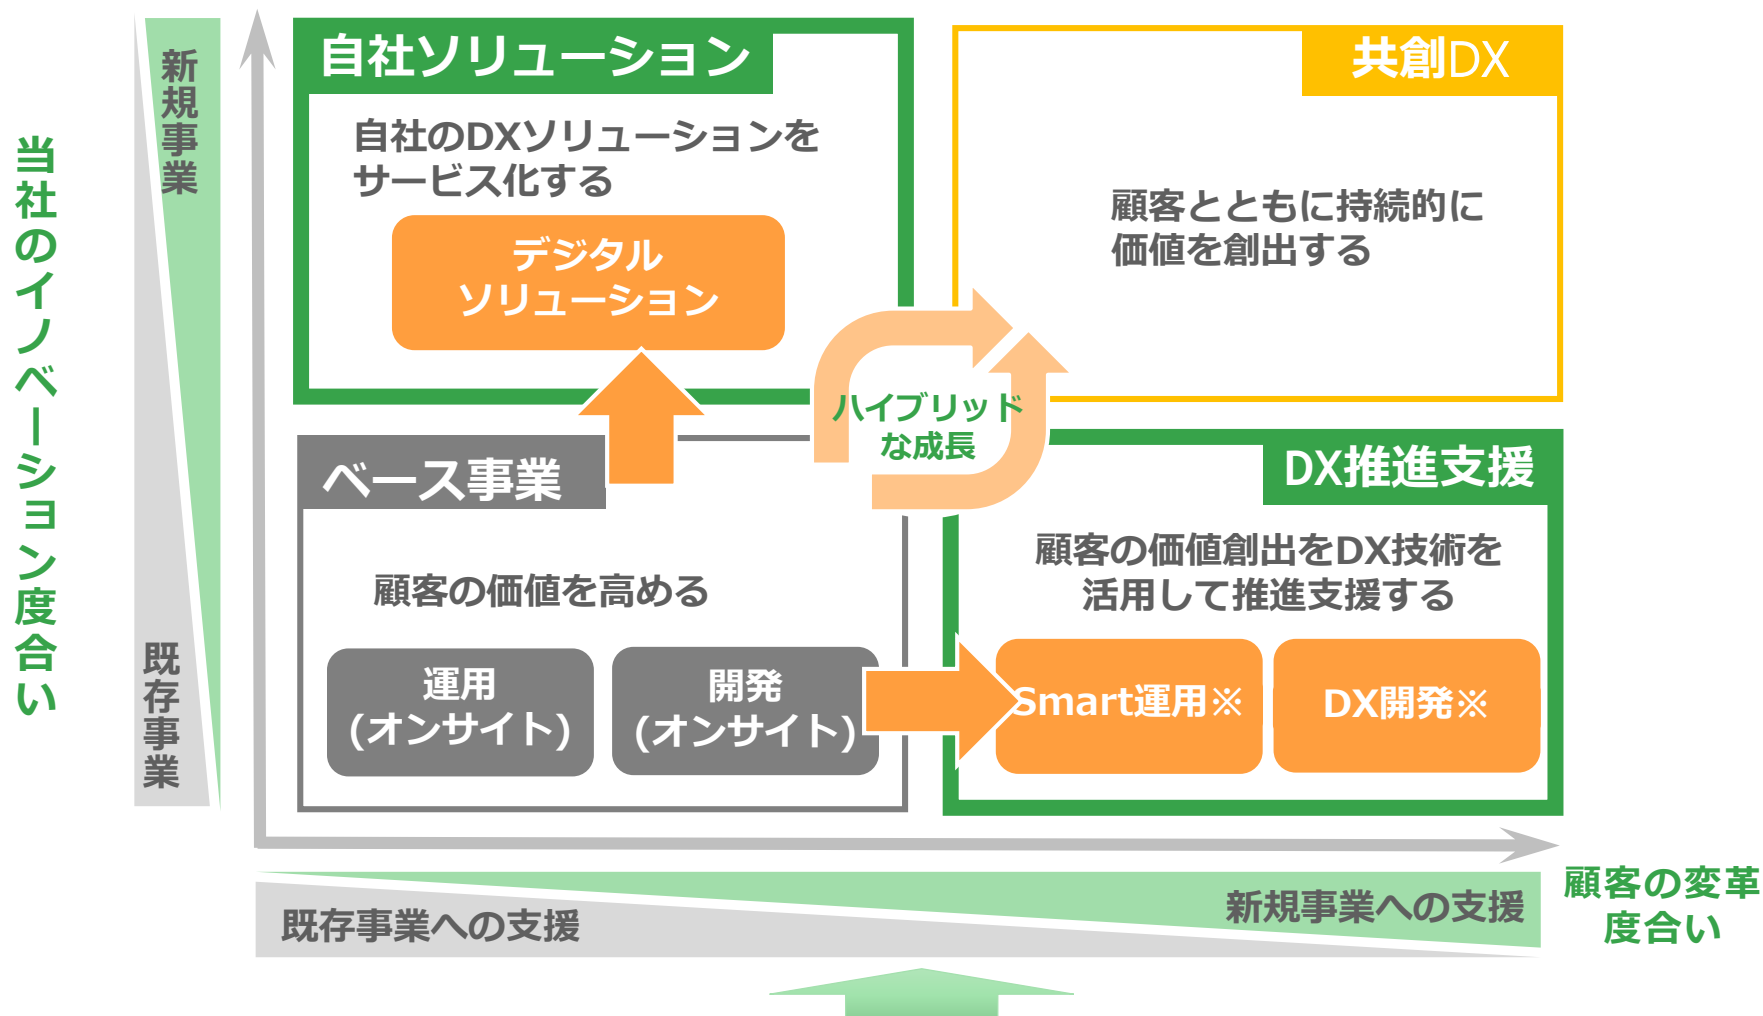 当社のイノベーション度合い
新規事業
既存事業
自社ソリューション
自社のDXソリューションを
サービス化する
デジタル
ソリューション
共創DX
顧客とともに持続的に
価値を創出する
ハイブリッド
な成長
ベース事業
顧客の価値を高める
運用
(オンサイト)
開発
(オンサイト)
DX推進支援
顧客の価値創出をDX技術を
活用して推進支援する
Smart運用※
DX開発※
既存事業への支援
新規事業への支援
顧客の変革
度合い